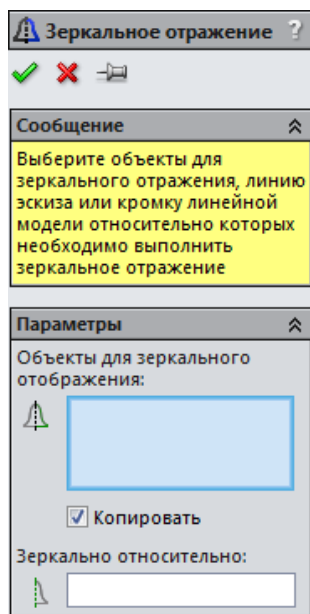 Зеркальное отражение ?
Сообщение
Выберите объекты для
зеркального отражения, линию
эскиза или кромку линейной
модели относительно которых
необходимо выполнить
зеркальное отражение
Параметры
Объекты для зеркального
отображения:
Копировать
Зеркально относительно: